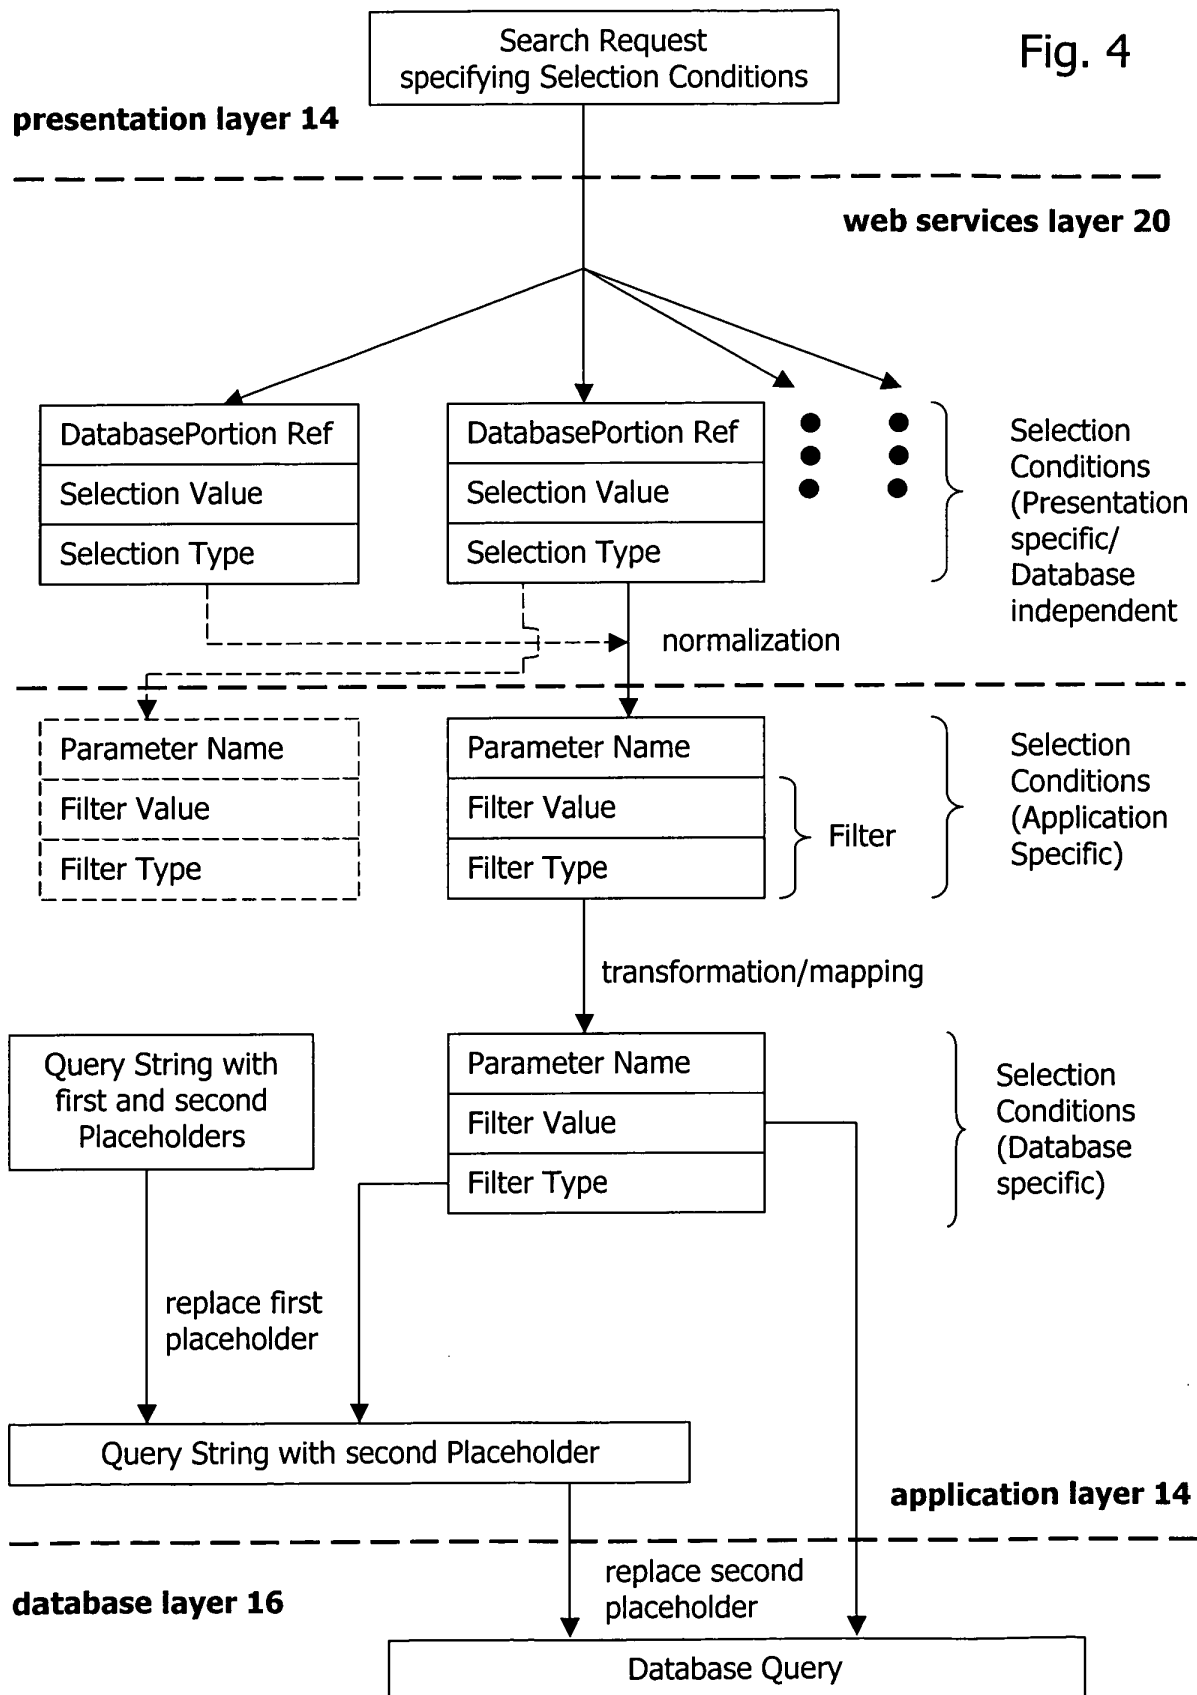 Search Request
specifying Selection Conditions
Fig. 4
presentation layer 14
web services layer 20
DatabasePortion Ref
Selection Value
Selection Type
DatabasePortion Ref
Selection Value
Selection Type
Selection
Conditions
(Presentation
specific/
Database
independent
normalization
Parameter Name
Filter Value
Filter Type
Parameter Name
Filter Value
Filter Type
Filter
Selection
Conditions
(Application
Specific)
transformation/mapping
Query String with
first and second
Placeholders
Parameter Name
Filter Value
Filter Type
Selection
Conditions
(Database
specific)
replace first
placeholder
Query String with second Placeholder
application layer 14
database layer 16
replace second
placeholder
Database Query